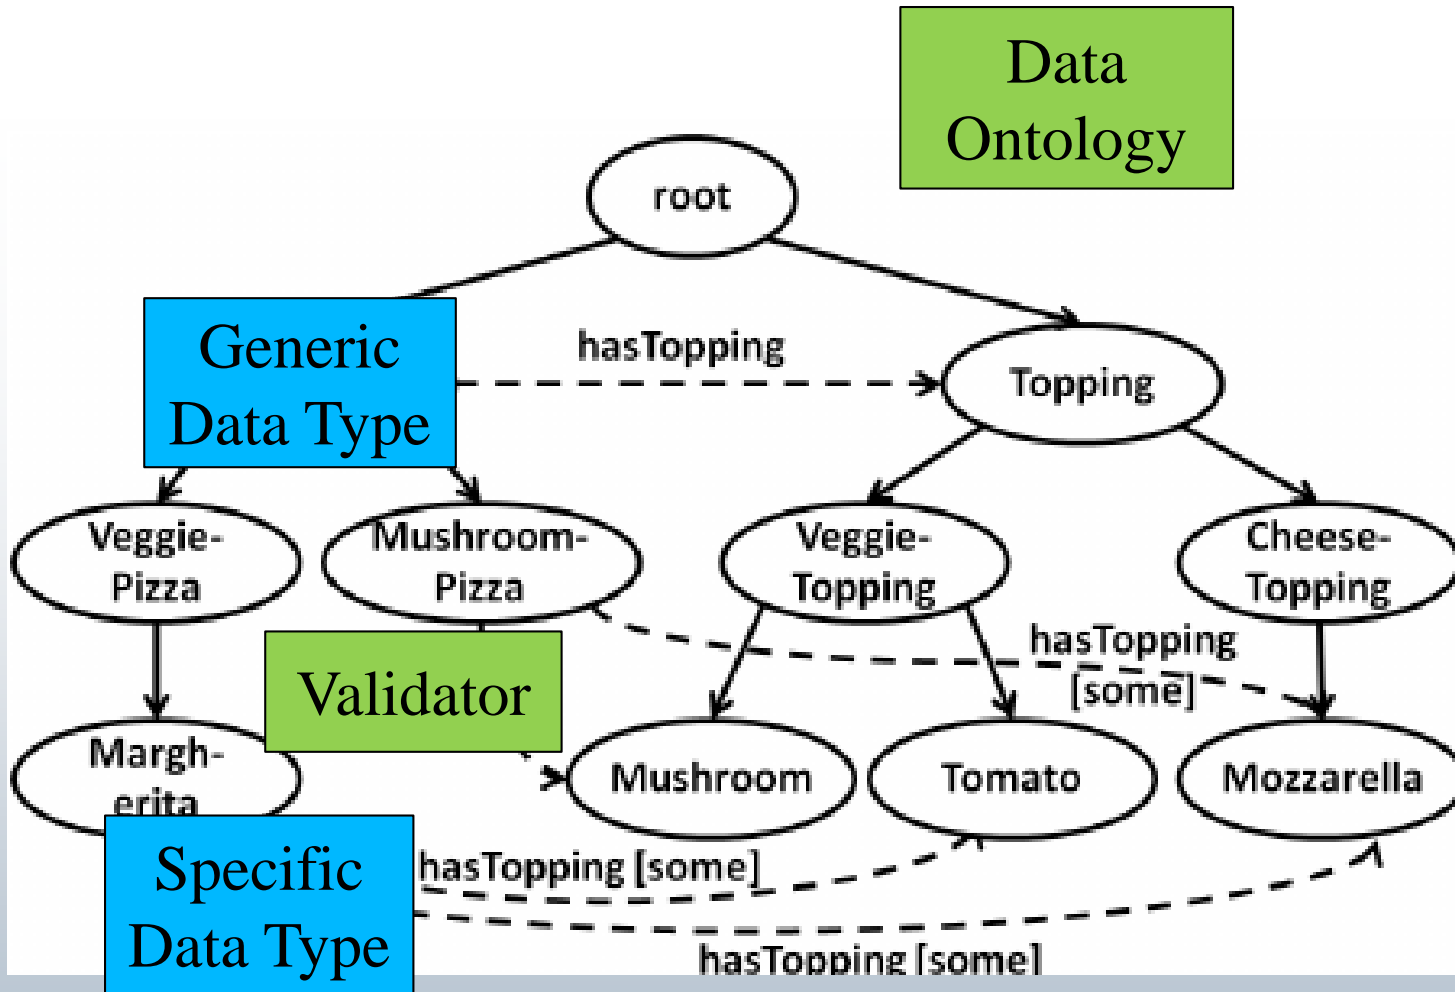 Data
Ontology
root
Generic
Data Type
hasTopping
Topping
Veggie-
Pizza
Mushroom-
Pizza
Veggie-
Topping
Cheese-
Topping
hasTopping
[some]
Validator
Margh-
erita
Mushroom
Tomato
Mozzarella
Specific
Data Type
hasTopping [some]
hasTopping [some]